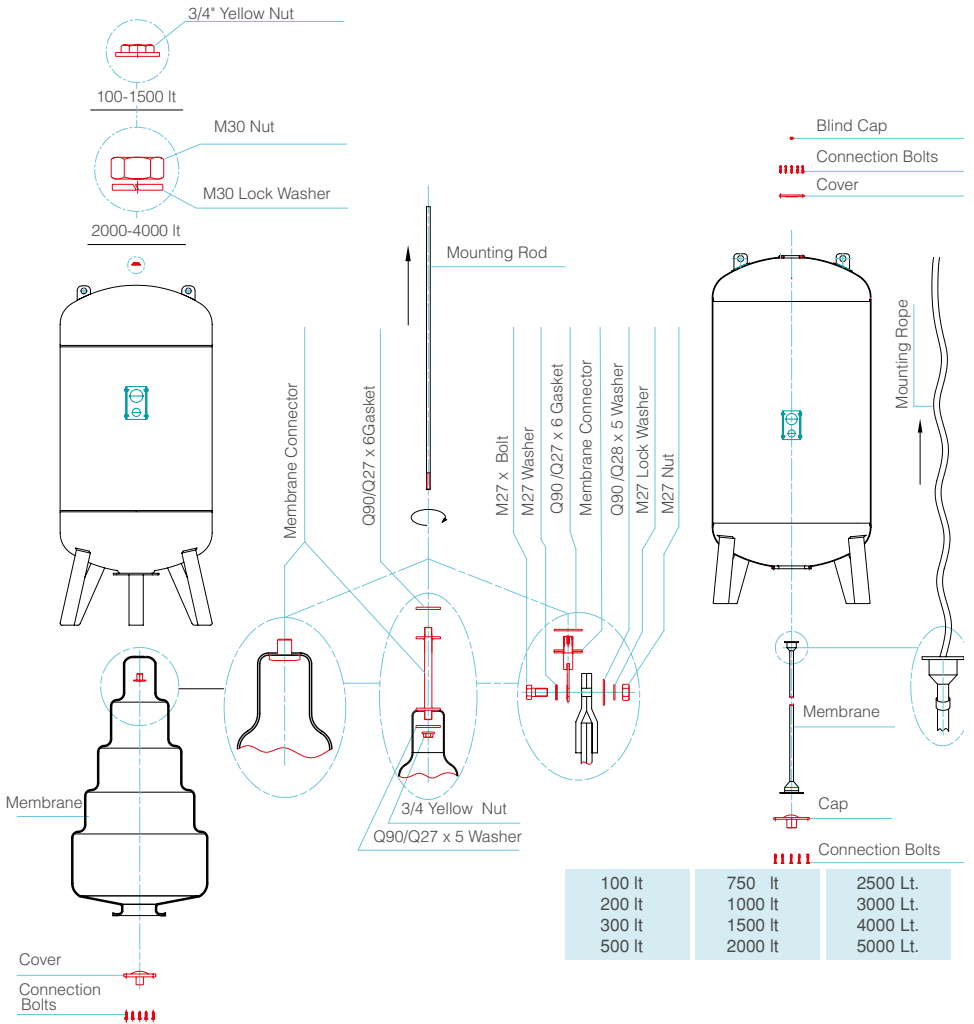 3/4" Yellow Nut
100-1500 lt
M30 Nut
M30 Lock Washer
2000-4000 lt
Mounting Rod
Blind Cap
Connection Bolts
Cover
Mounting Rope
Membrane Connector
Q90/Q27 x 6Gasket
M27 x Bolt
M27 Washer
Q90 /Q27 x 6 Gasket
Membrane Connector
Q90 /Q28 x 5 Washer
M27 Lock Washer
M27 Nut
Membrane
3/4 Yellow Nut
Q90/Q27 x 5 Washer
Cover
Connection
Bolts
Membrane
Cap
Connection Bolts
100 lt 750 lt 2500 Lt.
200 lt 1000 lt 3000 Lt.
300 lt 1500 lt 4000 Lt.
500 lt 2000 lt 5000 Lt.